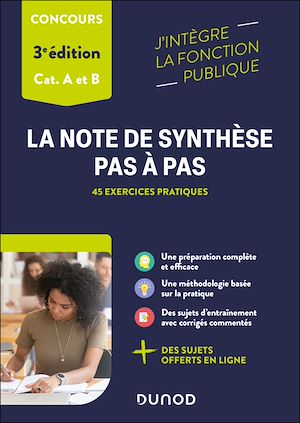 CONCOURS
3e édition
Cat. A et B
J'INTÈGRE
LA FONCTION
PUBLIQUE
LA NOTE DE SYNTHÈSE
PAS À PAS
45 EXERCICES PRATIQUES
Une préparation complète
et efficace
Une méthodologie basée
sur la pratique
Des sujets d'entraînement
avec corrigés commentés
+ DES SUJETS
OFFERTS EN LIGNE
DUNOD